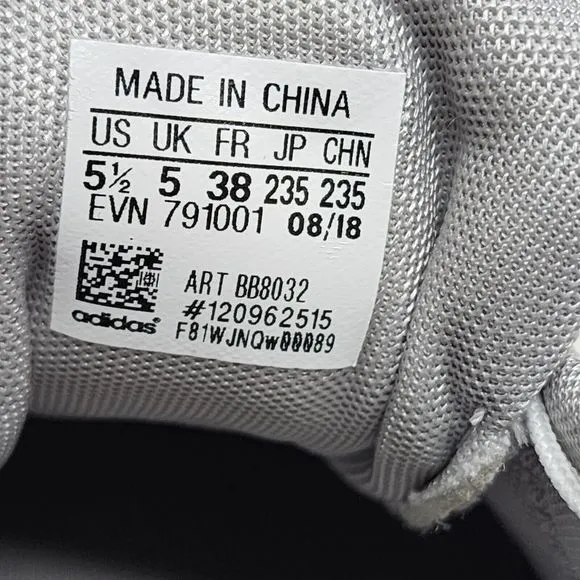 MADE IN CHINA
US UK FR JP CHN
5½ 5 38 235 235
EVN 791001 08/18
ART BB8032
#120962515
adidas